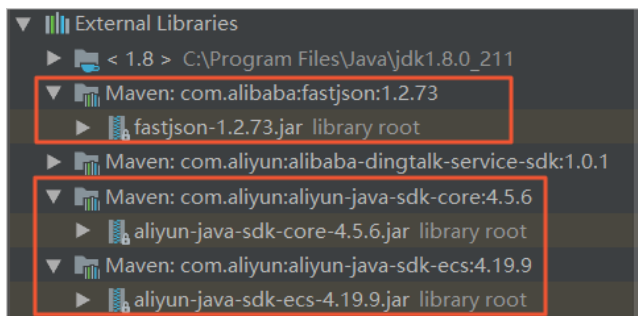 External Libraries
< 1.8 > C:\Program Files\Java\jdk1.8.0_211
Maven: com.alibaba:fastjson:1.2.73
fastjson-1.2.73.jar library root
Maven: com.aliyun:alibaba-dingtalk-service-sdk:1.0.1
Maven: com.aliyun:aliyun-java-sdk-core:4.5.6
aliyun-java-sdk-core-4.5.6.jar library root
Maven: com.aliyun:aliyun-java-sdk-ecs:4.19.9
aliyun-java-sdk-ecs-4.19.9.jar library root